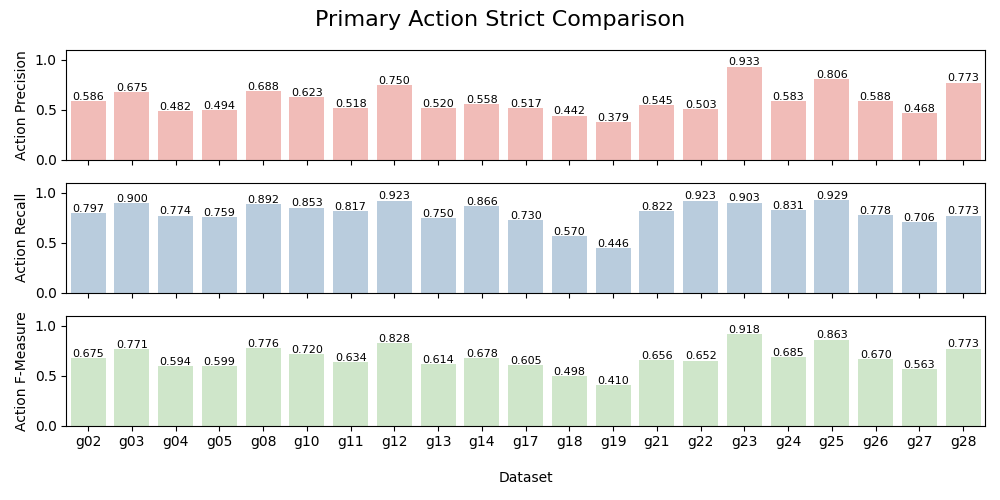 Primary Action Strict Comparison
Action Precision
1.0
0.5
0.0
0.586 0.675 0.482 0.494 0.688 0.623 0.518 0.750 0.520 0.558 0.517 0.442 0.379 0.545 0.503 0.933 0.583 0.806 0.588 0.468 0.773
Action Recall
1.0
0.5
0.0
0.797 0.900 0.774 0.759 0.892 0.853 0.817 0.923 0.750 0.866 0.730 0.570 0.446 0.822 0.923 0.903 0.831 0.929 0.778 0.706 0.773
Action F-Measure
1.0
0.5
0.0
0.675 0.771 0.594 0.599 0.776 0.720 0.634 0.828 0.614 0.678 0.605 0.498 0.410 0.656 0.652 0.918 0.685 0.863 0.670 0.563 0.773
g02 g03 g04 g05 g08 g10 g11 g12 g13 g14 g17 g18 g19 g21 g22 g23 g24 g25 g26 g27 g28
Dataset